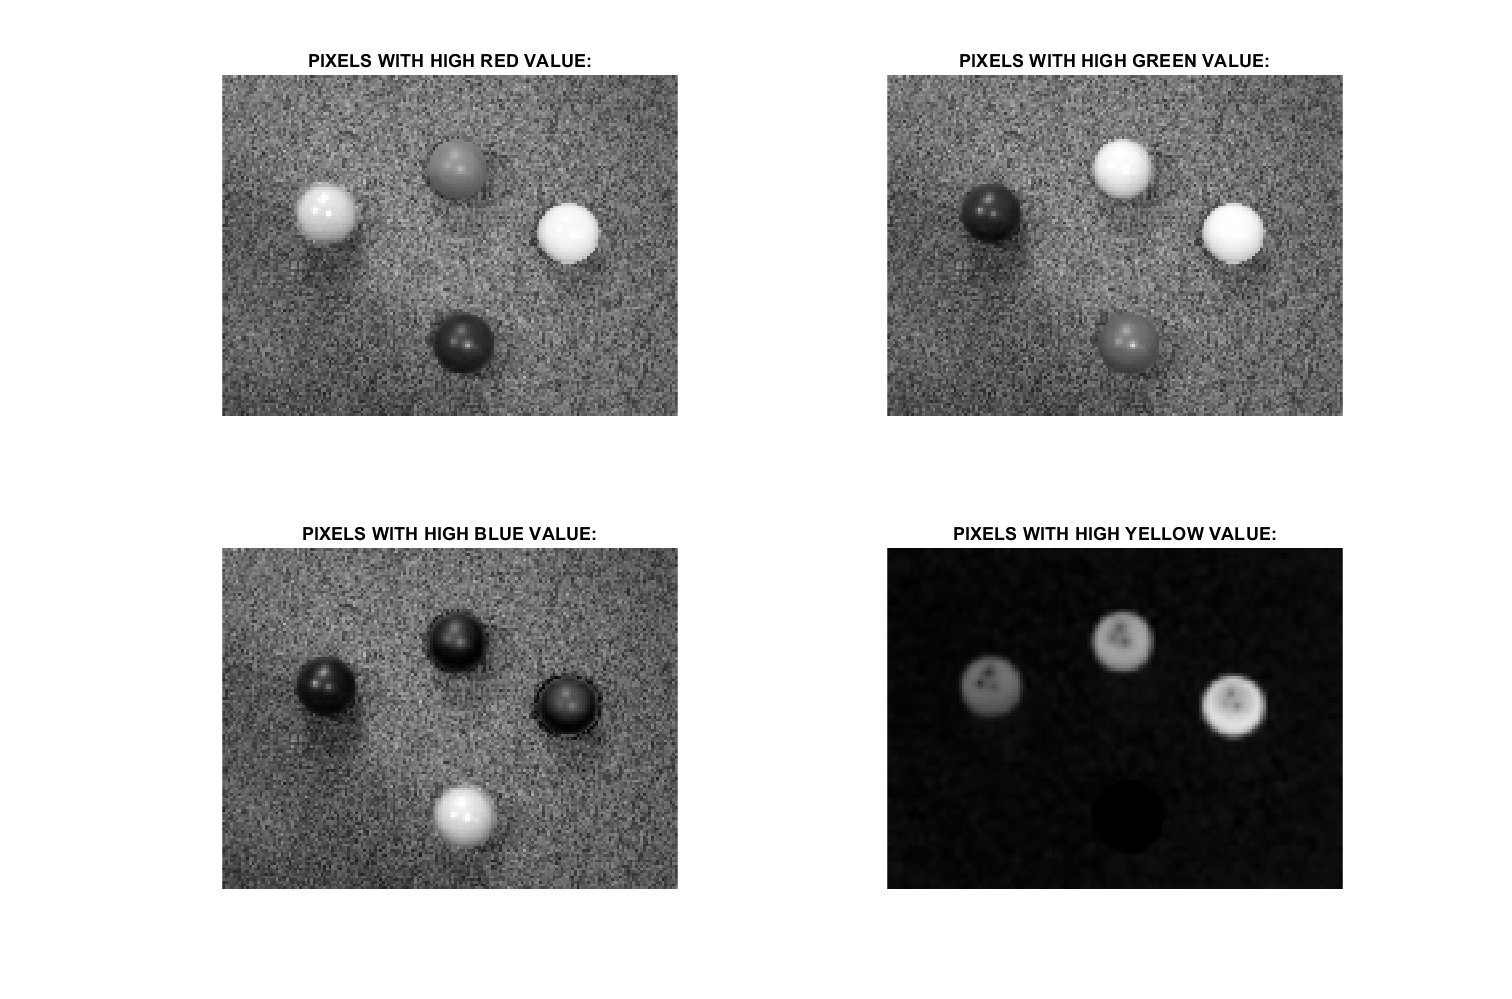 PIXELS WITH HIGH RED VALUE:
PIXELS WITH HIGH GREEN VALUE:
PIXELS WITH HIGH BLUE VALUE:
PIXELS WITH HIGH YELLOW VALUE: